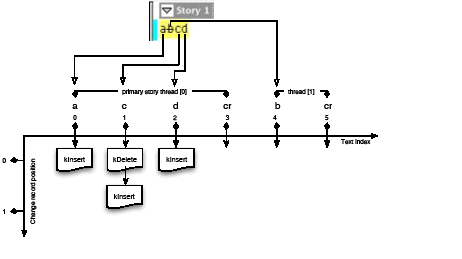 Story 1
abcd
primary story thread [0]
thread [1]
a c d cr b cr
0 1 2 3 4 5
Text Index
0 kInsert kDelete kInsert
1 kInsert
Change record position